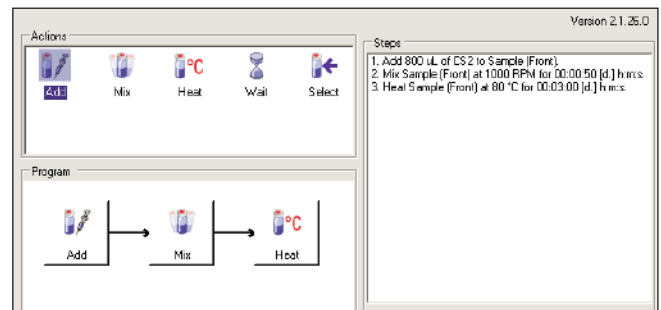 Version 2.1.26.0
Actions
Add Mix °C Heat Wait Select
Steps
1. Add 800 uL of CS2 to Sample (Front).
2. Mix Sample (Front) at 1000 RPM for 00:00:50 [d.] h:m:s.
3. Heat Sample (Front) at 80 °C for 00:03:00 [d.] h:m:s.
Program
Add Mix °C Heat